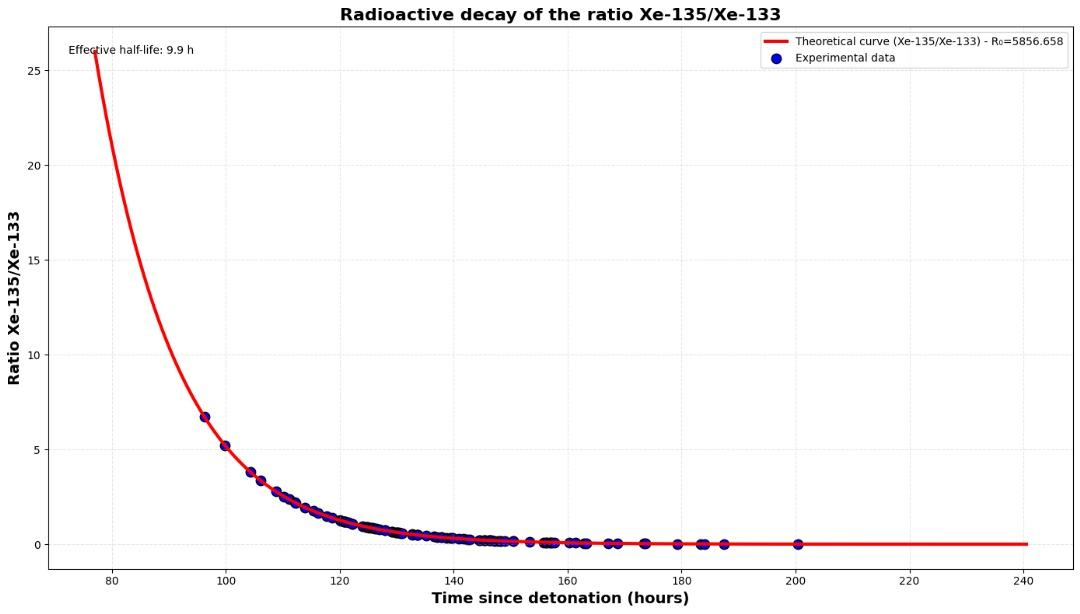 Radioactive decay of the ratio Xe-135/Xe-133
Effective half-life: 9.9 h
Theoretical curve (Xe-135/Xe-133) - R₀=5856.658
Experimental data
Ratio Xe-135/Xe-133
25
20
15
10
5
0
80 100 120 140 160 180 200 220 240
Time since detonation (hours)